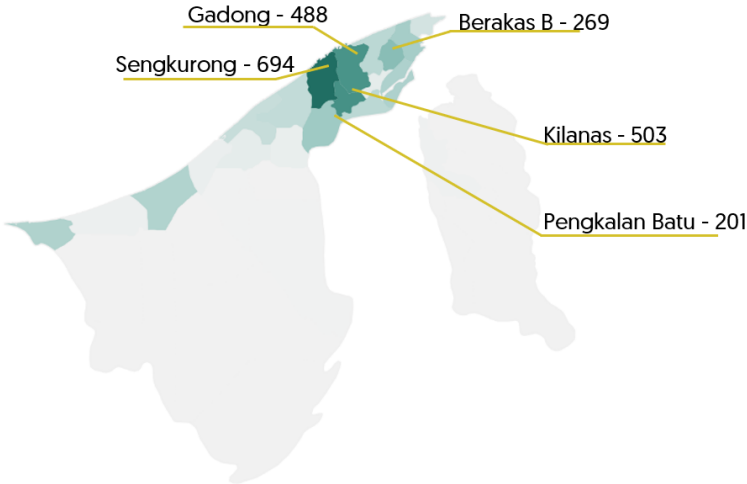 Gadong - 488
Berakas B - 269
Sengkurong - 694
Kilanas - 503
Pengkalan Batu - 201